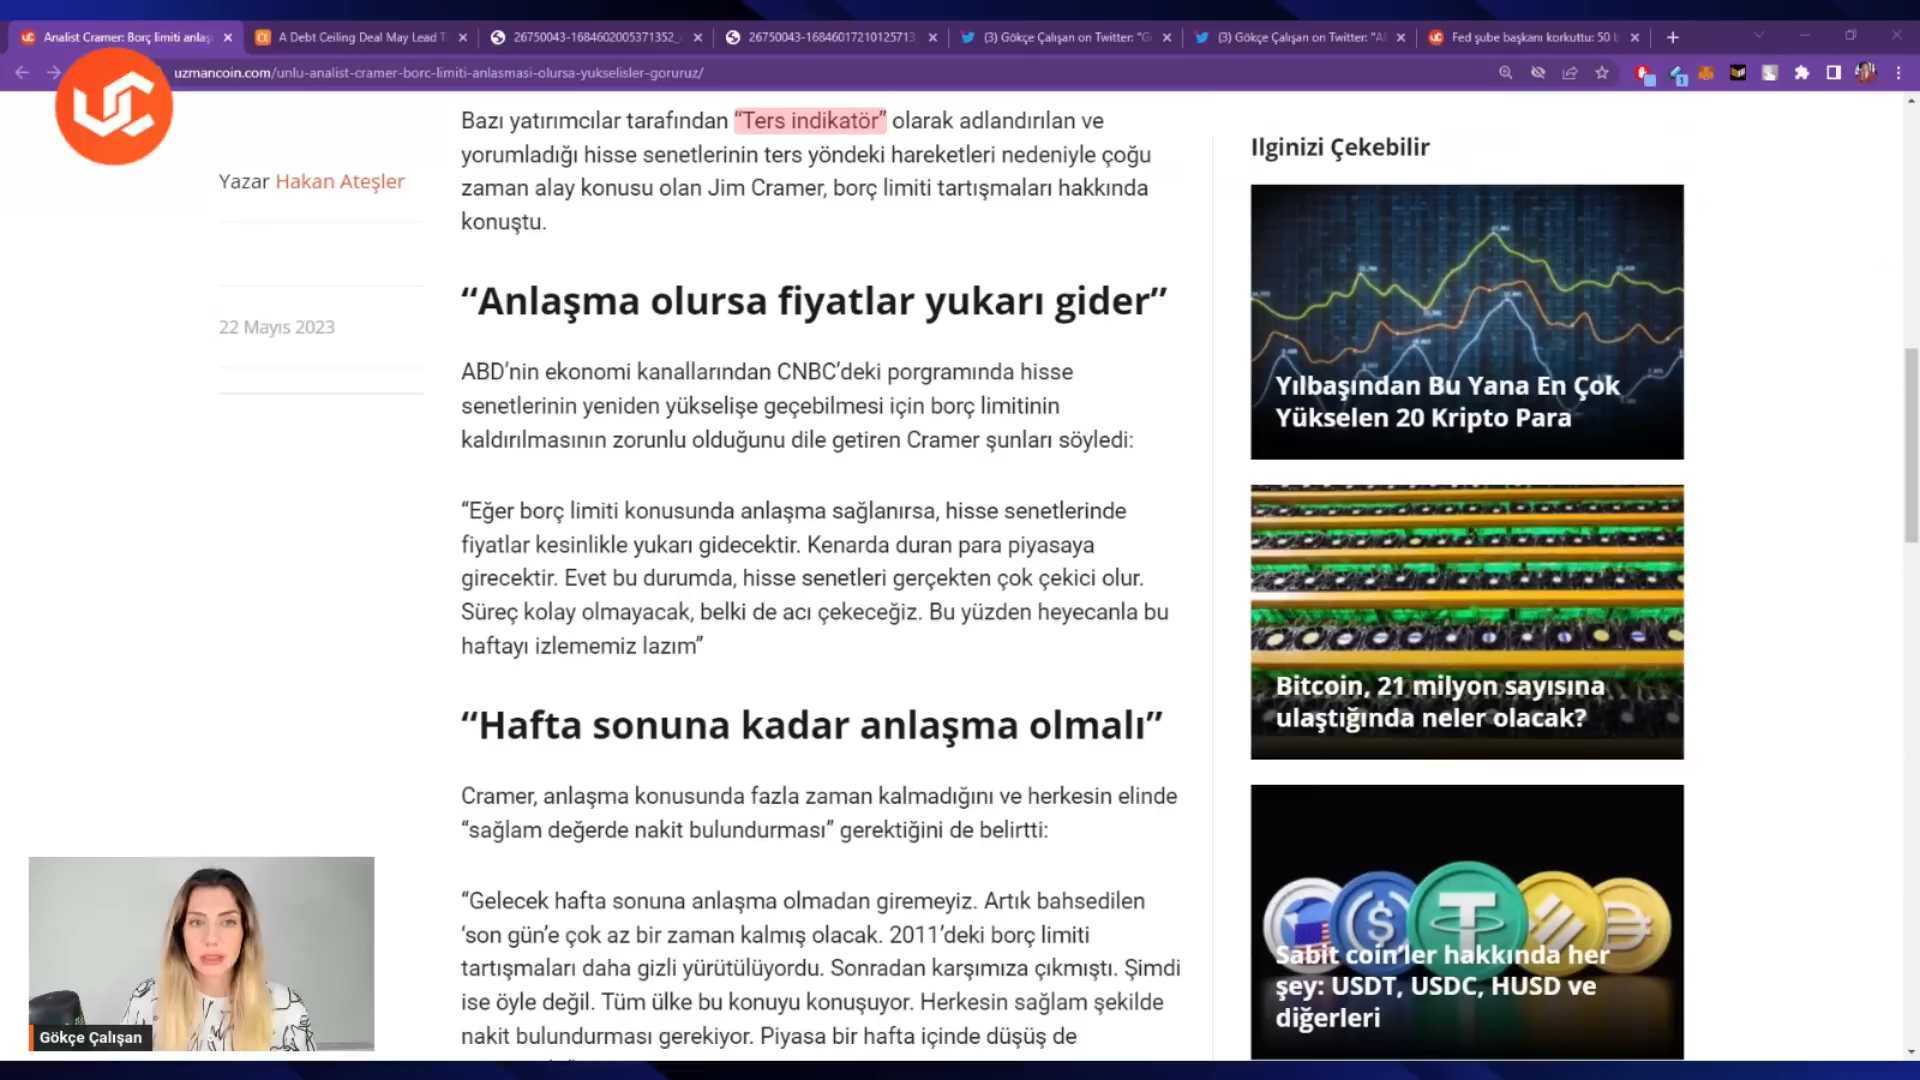 Analist Cramer: Borç limiti anlaş
A Debt Ceiling Deal May Lead T
26750043-1684602005371352_
26750043-16846017210125713_
(3) Gökçe Çalışan on Twitter: "G
(3) Gökçe Çalışan on Twitter: "A
Fed şube başkanı korkuttu: 50 b
uzmancoin.com/unlu-analist-cramer-borc-limiti-anlasmasi-olursa-yukselisler-goruruz/
Yazar Hakan Ateşler
22 Mayıs 2023
Bazı yatırımcılar tarafından “Ters indikatör” olarak adlandırılan ve
yorumladığı hisse senetlerinin ters yöndeki hareketleri nedeniyle çoğu
zaman alay konusu olan Jim Cramer, borç limiti tartışmaları hakkında
konuştu.
“Anlaşma olursa fiyatlar yukarı gider”
ABD’nin ekonomi kanallarından CNBC’deki porgramında hisse
senetlerinin yeniden yükselişe geçebilmesi için borç limitinin
kaldırılmasının zorunlu olduğunu dile getiren Cramer şunları söyledi:
“Eğer borç limiti konusunda anlaşma sağlanırsa, hisse senetlerinde
fiyatlar kesinlikle yukarı gidecektir. Kenarda duran para piyasaya
girecektir. Evet bu durumda, hisse senetleri gerçekten çok çekici olur.
Süreç kolay olmayacak, belki de acı çekeceğiz. Bu yüzden heyecanla bu
haftayı izlememiz lazım”
“Hafta sonuna kadar anlaşma olmalı”
Cramer, anlaşma konusunda fazla zaman kalmadığını ve herkesin elinde
“sağlam değerde nakit bulundurması” gerektiğini de belirtti:
“Gelecek hafta sonuna anlaşma olmadan giremeyiz. Artık bahsedilen
‘son gün’e çok az bir zaman kalmış olacak. 2011’deki borç limiti
tartışmaları daha gizli yürütülüyordu. Sonradan karşımıza çıkmıştı. Şimdi
ise öyle değil. Tüm ülke bu konuyu konuşuyor. Herkesin sağlam şekilde
nakit bulundurması gerekiyor. Piyasa bir hafta içinde düşüş de
Ilginizi Çekebilir
Yılbaşından Bu Yana En Çok
Yükselen 20 Kripto Para
Bitcoin, 21 milyon sayısına
ulaştığında neler olacak?
Sabit coin’ler hakkında her
şey: USDT, USDC, HUSD ve
diğerleri
Gökçe Çalışan